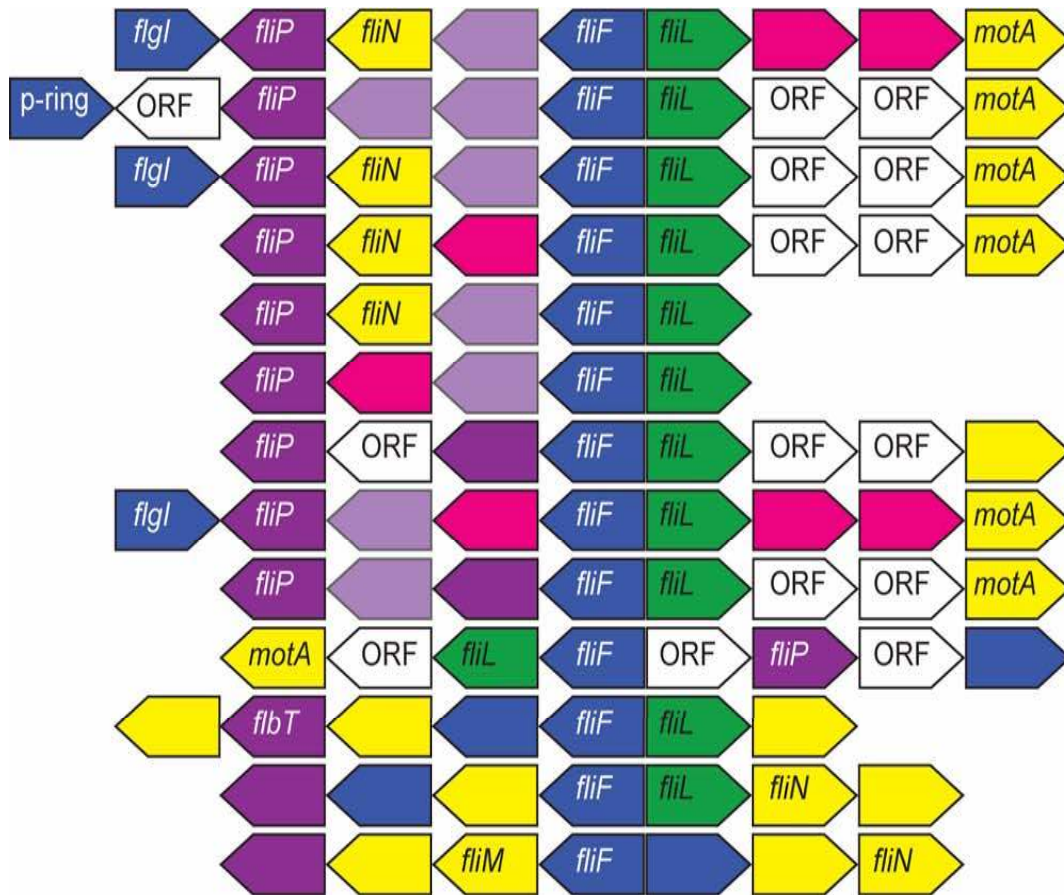 flgI fliP fliN fliF fliL motA
p-ring ORF fliP fliF fliL ORF ORF motA
flgI fliP fliN fliF fliL ORF ORF motA
fliP fliN fliF fliL ORF ORF motA
fliP fliN fliF fliL
fliP fliF fliL
fliP ORF fliF fliL ORF ORF
flgI fliP fliF fliL motA
fliP fliF fliL ORF ORF motA
motA ORF fliL fliF ORF fliP ORF
flbT fliF fliL
fliF fliL fliN
fliM fliF fliN